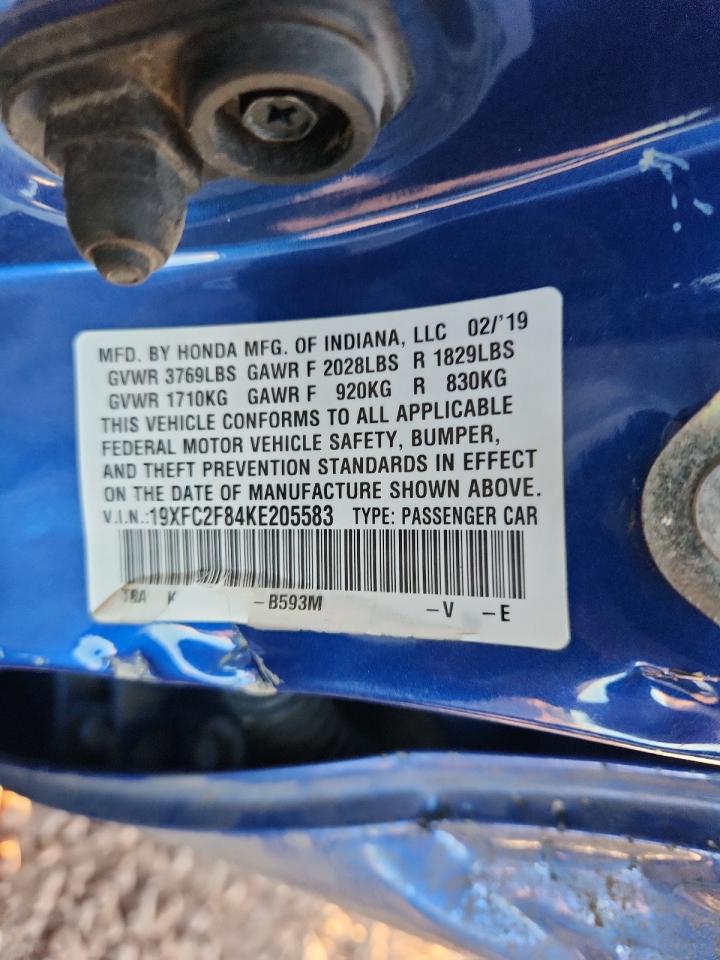 MFD. BY HONDA MFG. OF INDIANA, LLC 02/'19
GVWR 3769LBS GAWR F 2028LBS R 1829LBS
GVWR 1710KG GAWR F 920KG R 830KG
THIS VEHICLE CONFORMS TO ALL APPLICABLE
FEDERAL MOTOR VEHICLE SAFETY, BUMPER,
AND THEFT PREVENTION STANDARDS IN EFFECT
ON THE DATE OF MANUFACTURE SHOWN ABOVE.
V.I.N.:19XFC2F84KE205583 TYPE: PASSENGER CAR
K -B593M -V -E